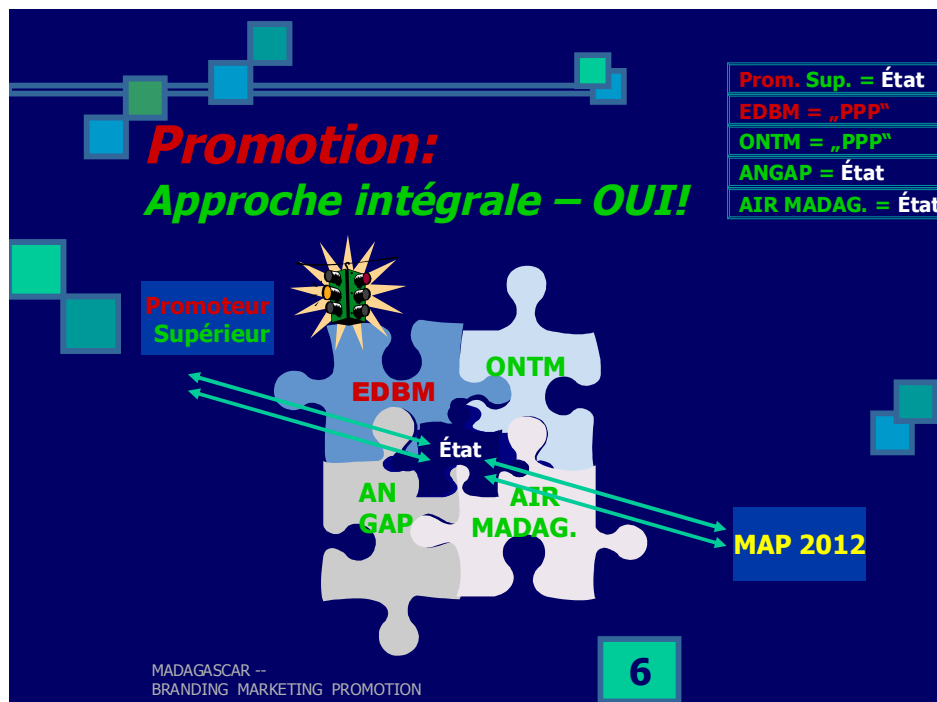 Prom. Sup. = État
EDBM = „PPP“
ONTM = „PPP“
ANGAP = État
AIR MADAG. = État
Promotion:
Approche intégrale – OUI!
Promoteur
Supérieur
ONTM
EDBM
État
AN
GAP
AIR
MADAG.
MAP 2012
MADAGASCAR --
BRANDING MARKETING PROMOTION
6